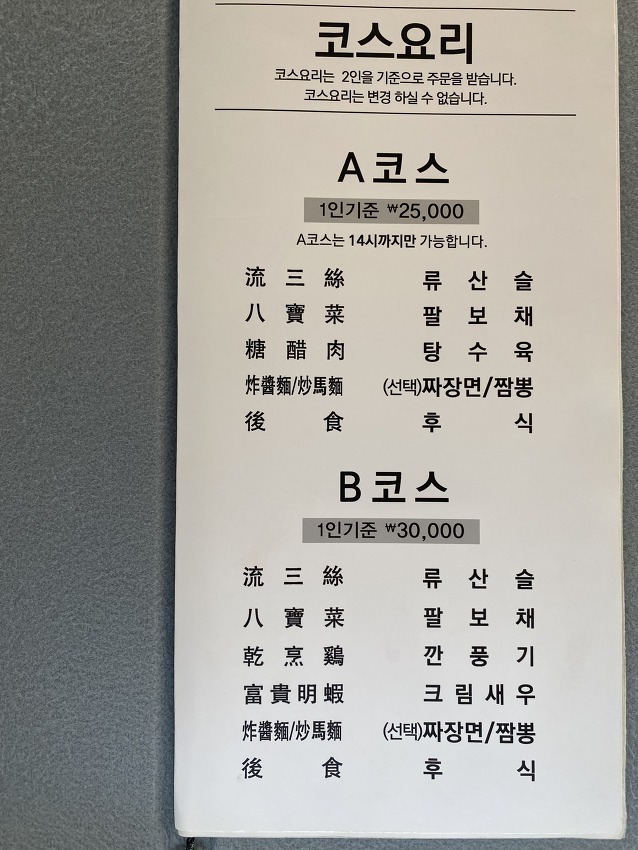 코스요리
코스요리는 2인을 기준으로 주문을 받습니다.
코스요리는 변경 하실 수 없습니다.
A코스
1인기준 ₩25,000
A코스는 14시까지만 가능합니다.
流三絲 류산슬
八寶菜 팔보채
糖醋肉 탕수육
炸醬麵/炒馬麵 (선택)짜장면/짬뽕
後食 후식
B코스
1인기준 ₩30,000
流三絲 류산슬
八寶菜 팔보채
乾烹鷄 깐풍기
富貴明蝦 크림새우
炸醬麵/炒馬麵 (선택)짜장면/짬뽕
後食 후식